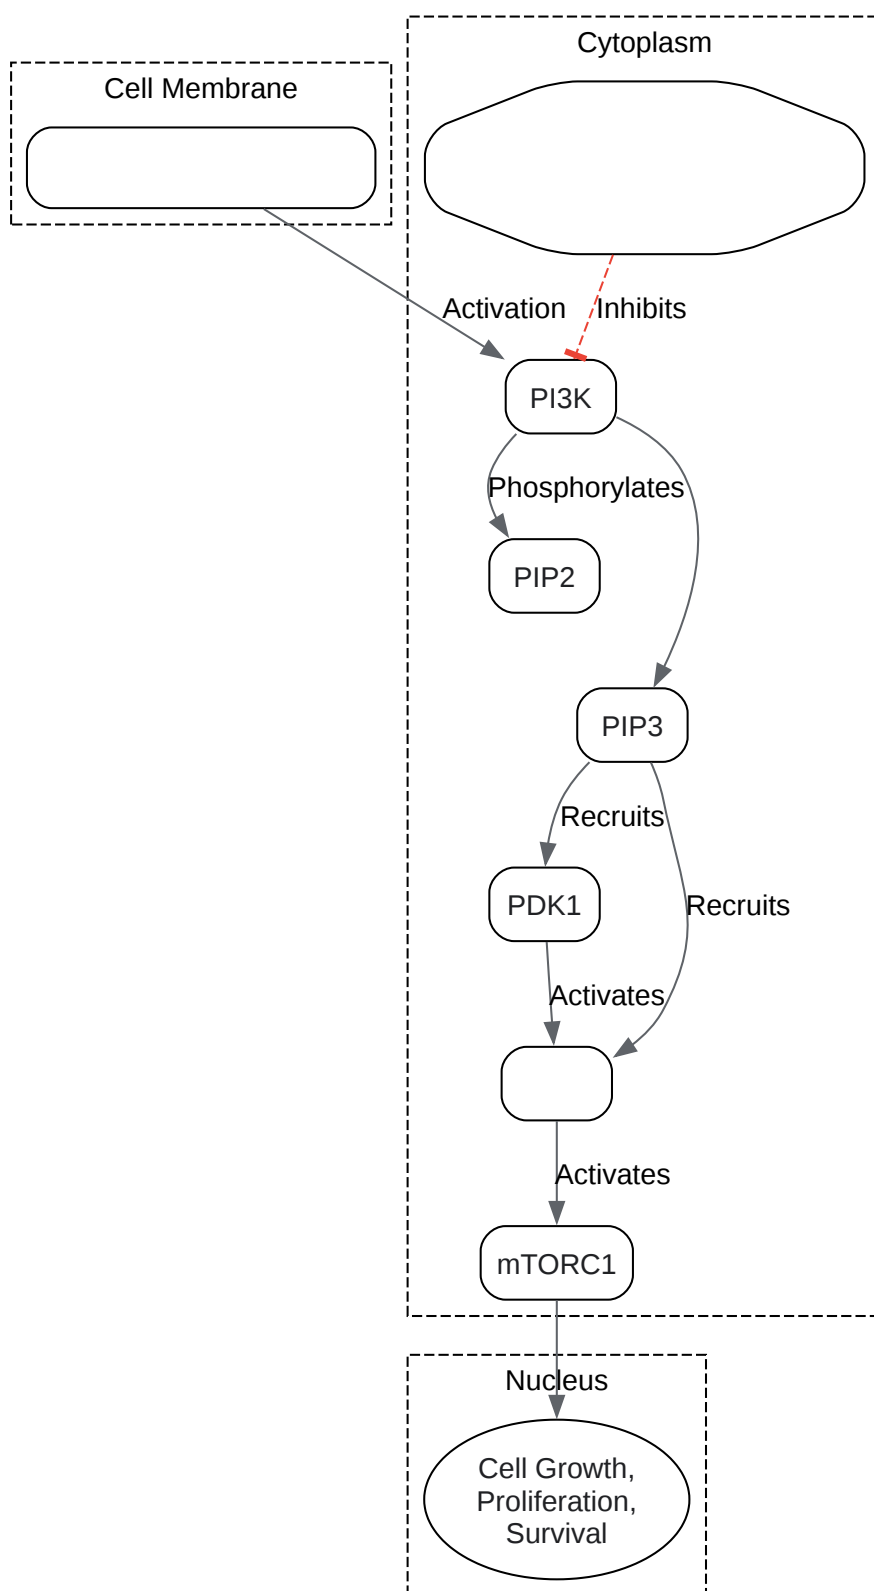 Cytoplasm
Cell Membrane
Activation
Inhibits
PI3K
Phosphorylates
PIP2
PIP3
Recruits
PDK1
Recruits
Activates
Activates
mTORC1
Nucleus
Cell Growth,
Proliferation,
Survival